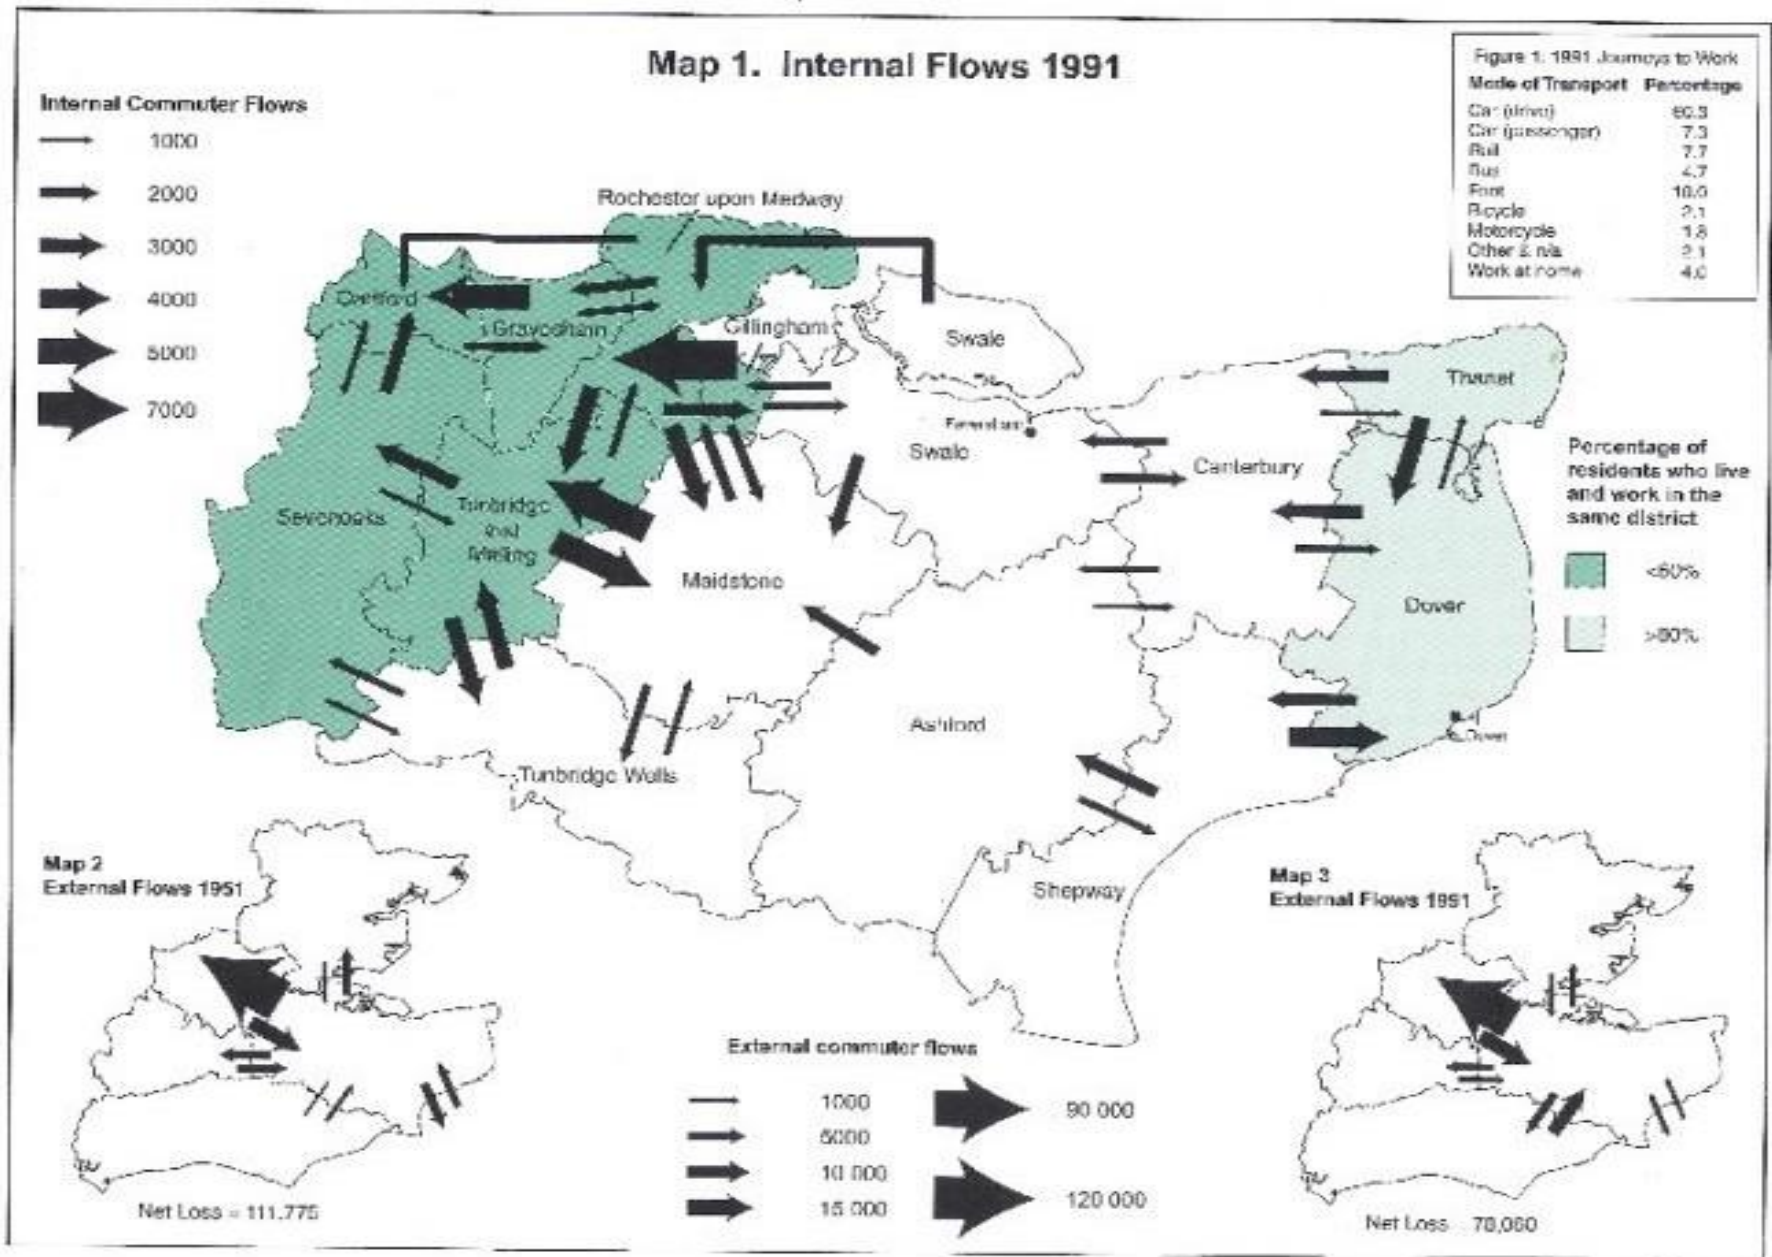 Map 1. Internal Flows 1991
Internal Commuter Flows
1000
2000
3000
4000
5000
7000
Figure 1: 1991 Journeys to Work
Mode of Transport Percentage
Car (driver) 60.3
Car (passenger) 7.3
Rail 7.7
Bus 4.7
Foot 10.0
Bicycle 2.1
Motorcycle 1.8
Other & n/a 2.1
Work at home 4.0
Rochester upon Medway
Dartford
Gravesham
Gillingham
Swale
Thanet
Faversham
Swale
Canterbury
Sevenoaks
Tonbridge
and
Malling
Maidstone
Dover
Dover
Ashford
Tunbridge Wells
Shepway
Percentage of
residents who live
and work in the
same district
<60%
>80%
Map 2
External Flows 1951
Net Loss = 111,775
External commuter flows
1000
5000
10 000
15 000
90 000
120 000
Map 3
External Flows 1991
Net Loss 78,060